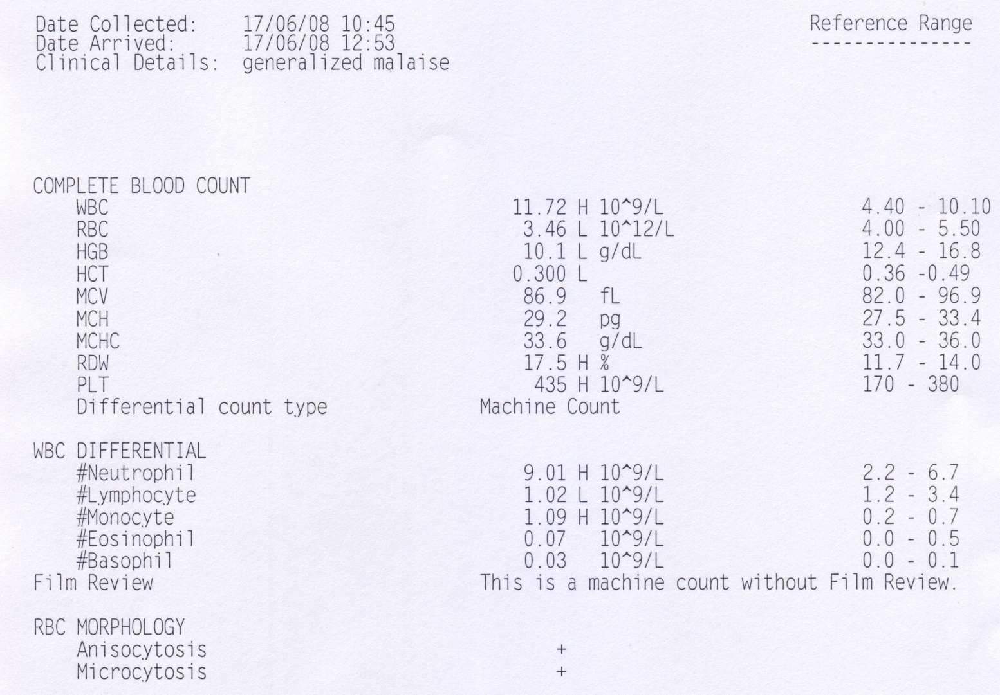 Date Collected: 17/06/08 10:45 Reference Range
Date Arrived: 17/06/08 12:53 ---------------
Clinical Details: generalized malaise
COMPLETE BLOOD COUNT
WBC 11.72 H 10^9/L 4.40 - 10.10
RBC 3.46 L 10^12/L 4.00 - 5.50
HGB 10.1 L g/dL 12.4 - 16.8
HCT 0.300 L 0.36 -0.49
MCV 86.9 fL 82.0 - 96.9
MCH 29.2 pg 27.5 - 33.4
MCHC 33.6 g/dL 33.0 - 36.0
RDW 17.5 H % 11.7 - 14.0
PLT 435 H 10^9/L 170 - 380
Differential count type Machine Count
WBC DIFFERENTIAL
#Neutrophil 9.01 H 10^9/L 2.2 - 6.7
#Lymphocyte 1.02 L 10^9/L 1.2 - 3.4
#Monocyte 1.09 H 10^9/L 0.2 - 0.7
#Eosinophil 0.07 10^9/L 0.0 - 0.5
#Basophil 0.03 10^9/L 0.0 - 0.1
Film Review This is a machine count without Film Review.
RBC MORPHOLOGY
Anisocytosis +
Microcytosis +